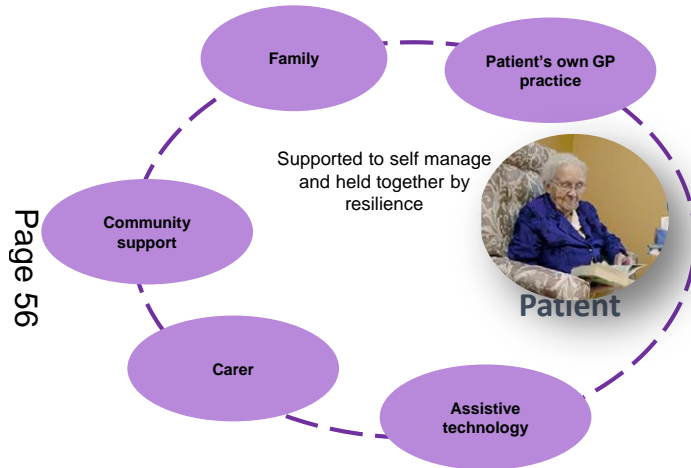 Family
Patient's own GP
practice
Supported to self manage
and held together by
resilience
Community
support
Patient
Carer
Assistive
technology
Page 56